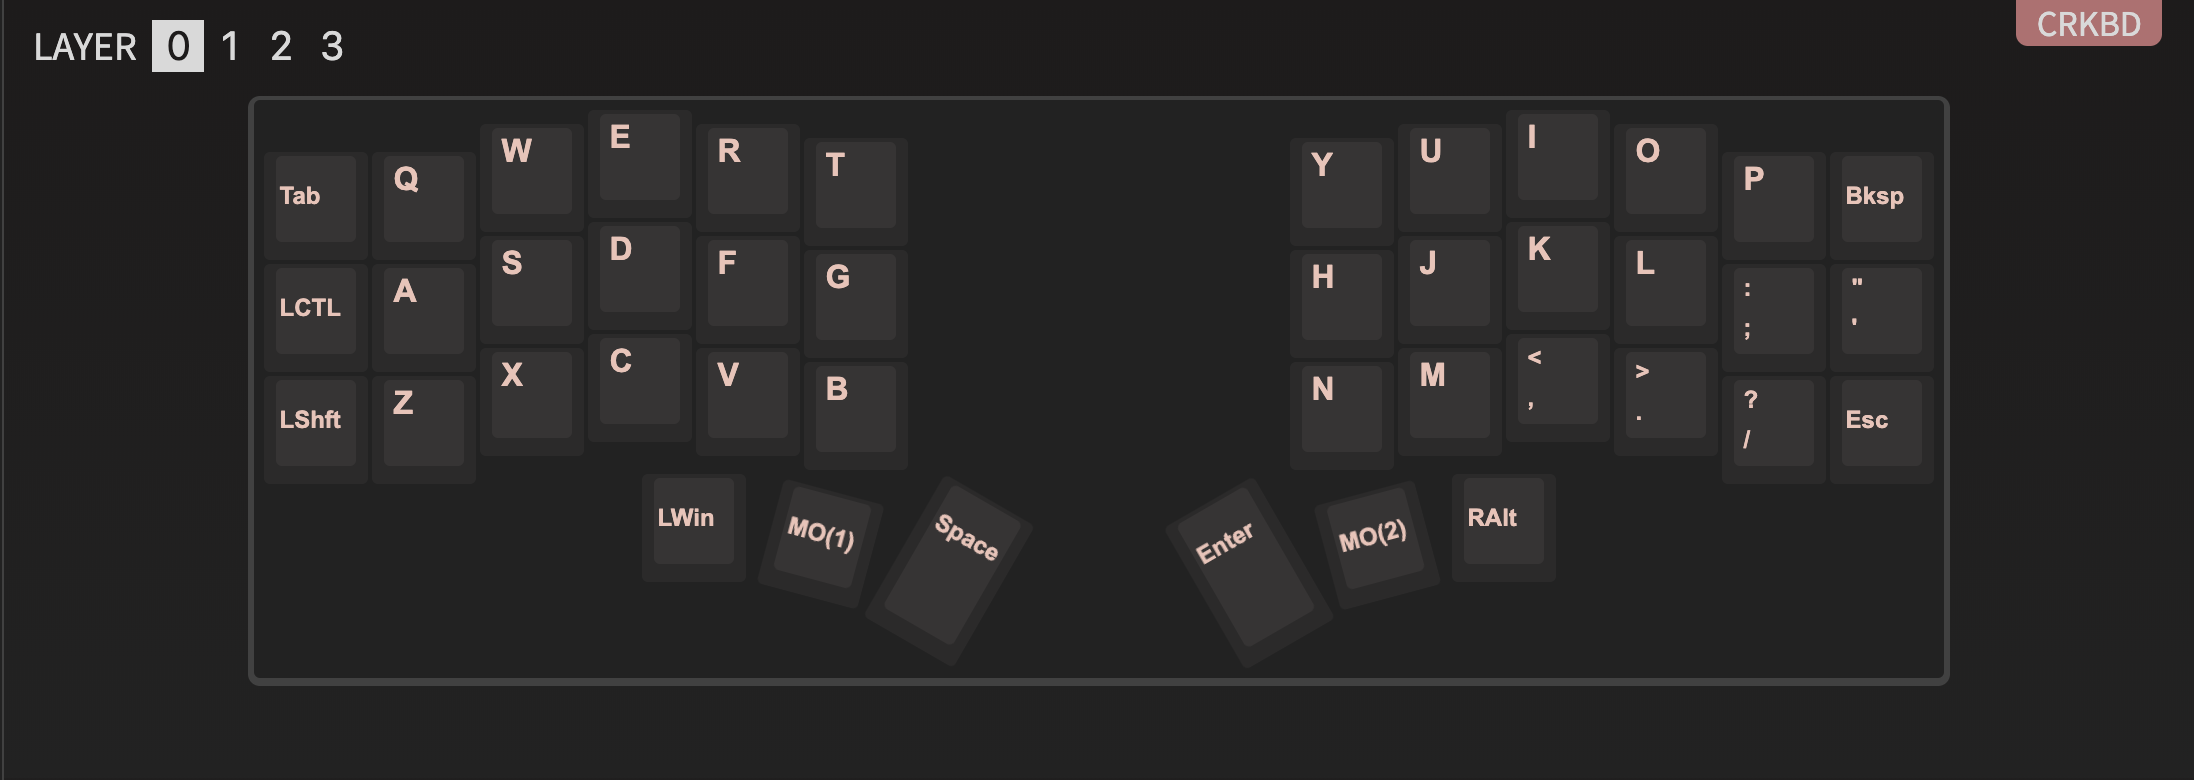 LAYER 0 1 2 3
CRKBD
Tab Q W E R T Y U I O P Bksp
LCTL A S D F G H J K L : ; " '
LShft Z X C V B N M < , > . ? / Esc
LWin MO(1) Space Enter MO(2) RAlt